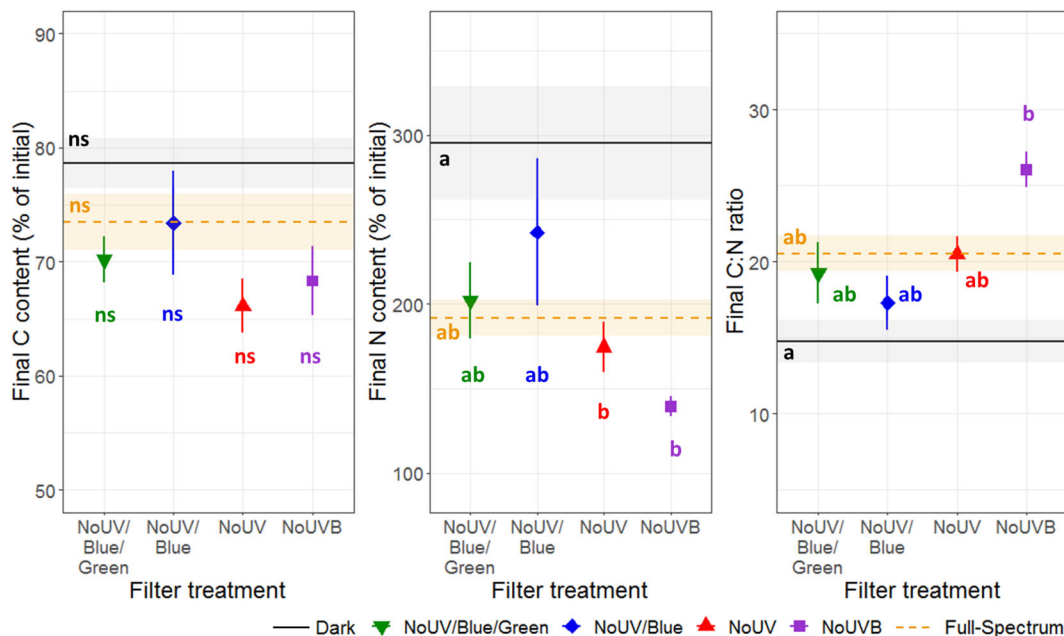 Final C content (% of initial)
90
80
70
60
50
ns
ns
ns
ns
ns
ns
NoUV/
Blue/
Green
NoUV/
Blue
NoUV
NoUVB
Filter treatment
Final N content (% of initial)
300
200
100
a
ab
ab
ab
b
b
NoUV/
Blue/
Green
NoUV/
Blue
NoUV
NoUVB
Filter treatment
Final C:N ratio
30
20
10
b
ab
ab
ab
ab
a
NoUV/
Blue/
Green
NoUV/
Blue
NoUV
NoUVB
Filter treatment
Dark NoUV/Blue/Green NoUV/Blue NoUV NoUVB Full-Spectrum